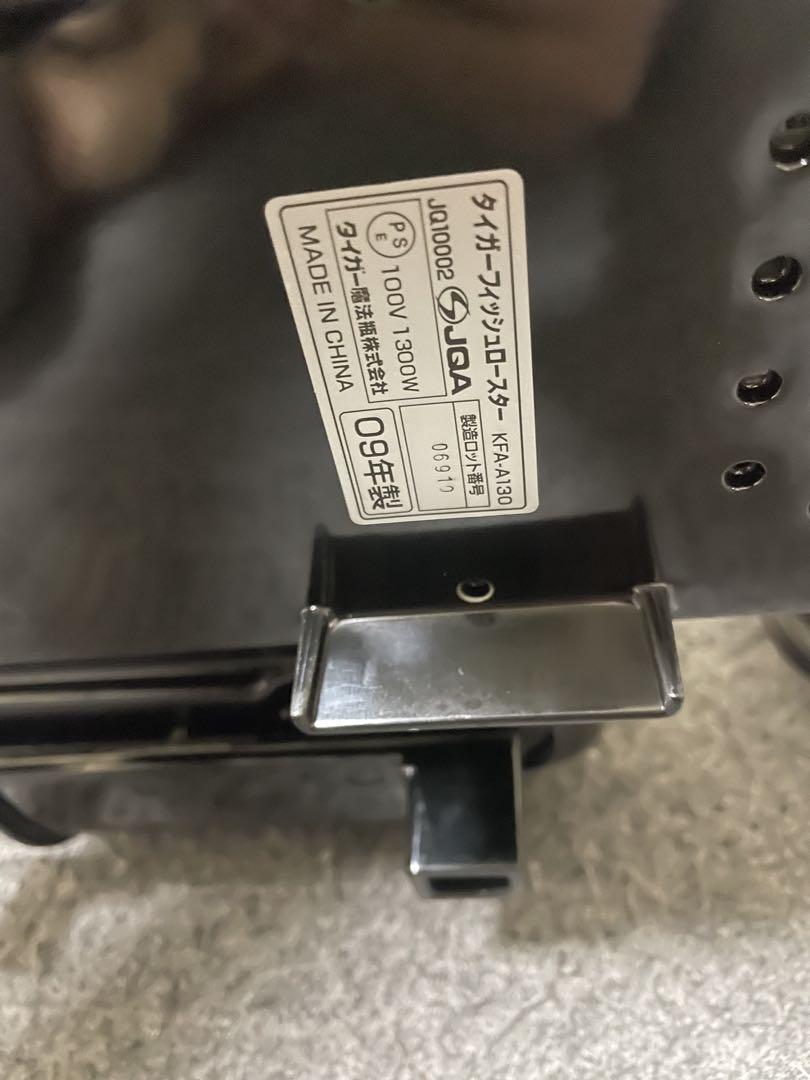 タイガーフィッシュロースター KFA-A130
JQ10002 JQA
PSE 100V 1300W
タイガー魔法瓶株式会社
MADE IN CHINA
製造ロット番号
06919
09年製